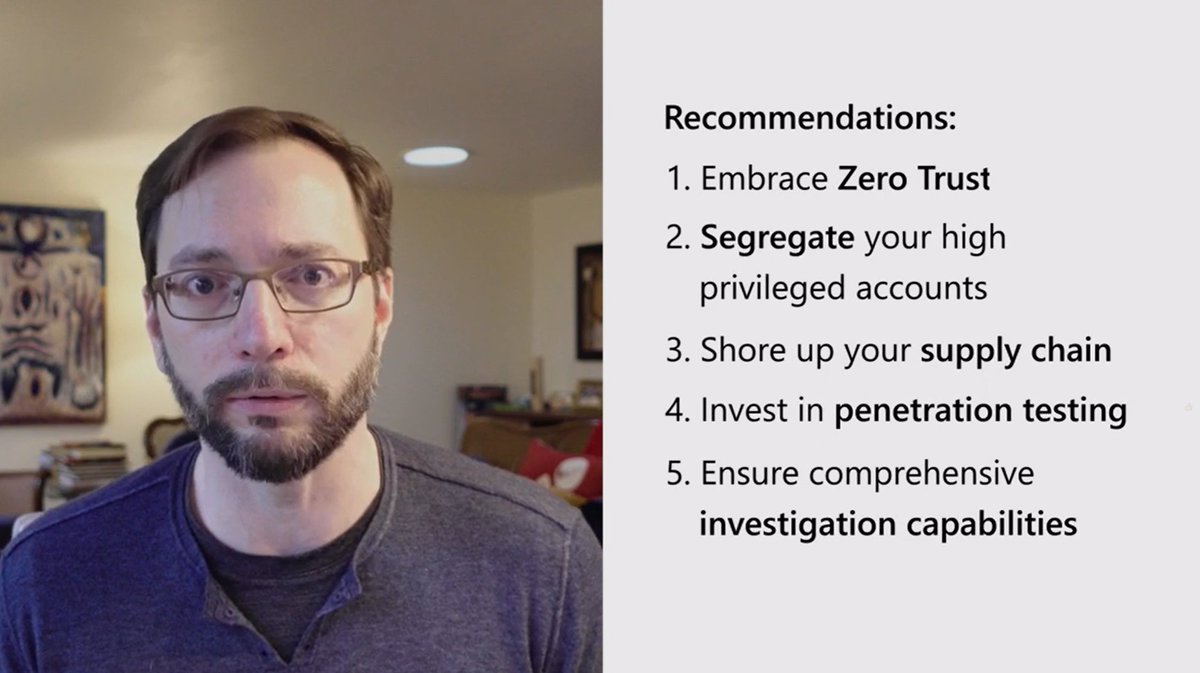 Recommendations:
1. Embrace Zero Trust
2. Segregate your high
privileged accounts
3. Shore up your supply chain
4. Invest in penetration testing
5. Ensure comprehensive
investigation capabilities